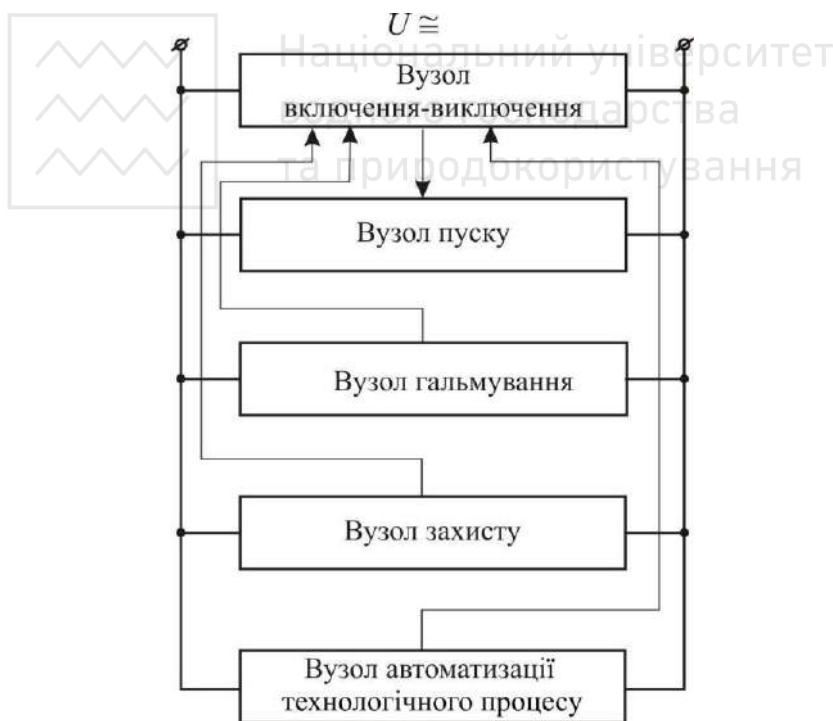 U ≅
Національний університет
водного господарства
та природокористування
Вузол
включення-виключення
Вузол пуску
Вузол гальмування
Вузол захисту
Вузол автоматизації
технологічного процесу